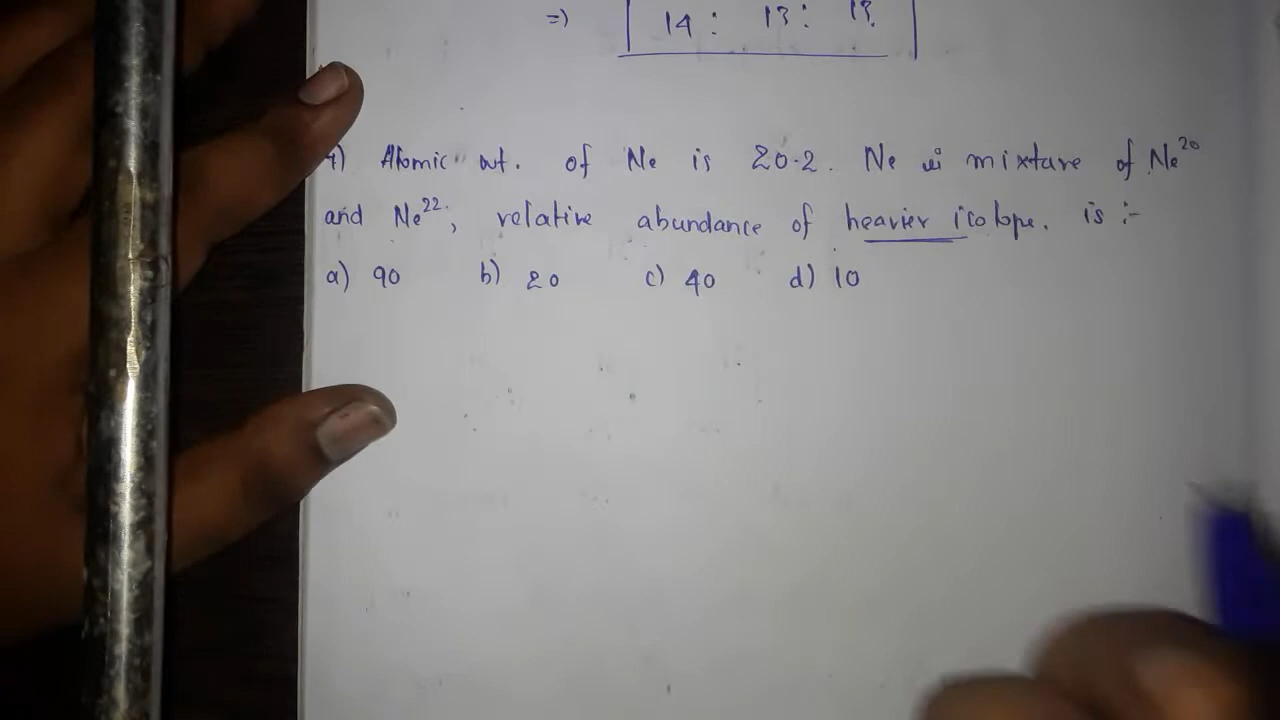 =) 14 : 13 : 13
4) Atomic wt. of Ne is 20.2. Ne is mixture of Ne²⁰
and Ne²², relative abundance of heavier isotope. is :-
a) 90 b) 20 c) 40 d) 10